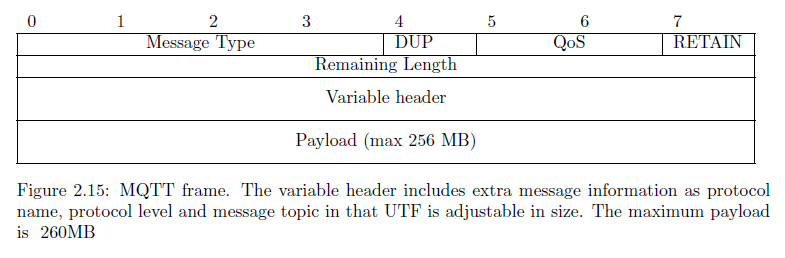 0 1 2 3 4 5 6 7
Message Type DUP QoS RETAIN
Remaining Length
Variable header
Payload (max 256 MB)
Figure 2.15: MQTT frame. The variable header includes extra message information as protocol
name, protocol level and message topic in that UTF is adjustable in size. The maximum payload
is 260MB